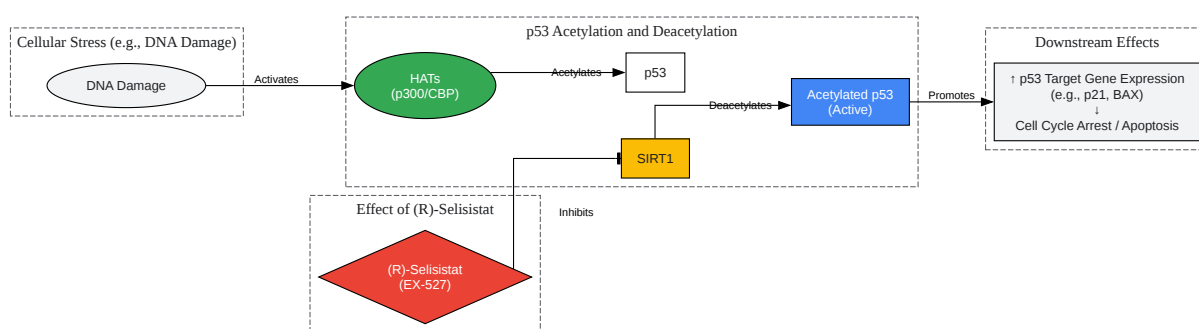 Cellular Stress (e.g., DNA Damage)
DNA Damage
Activates
p53 Acetylation and Deacetylation
HATs
(p300/CBP)
Acetylates
p53
Deacetylates
SIRT1
Acetylated p53
(Active)
Promotes
Downstream Effects
↑ p53 Target Gene Expression
(e.g., p21, BAX)
↓
Cell Cycle Arrest / Apoptosis
Effect of (R)-Selisistat
Inhibits
(R)-Selisistat
(EX-527)